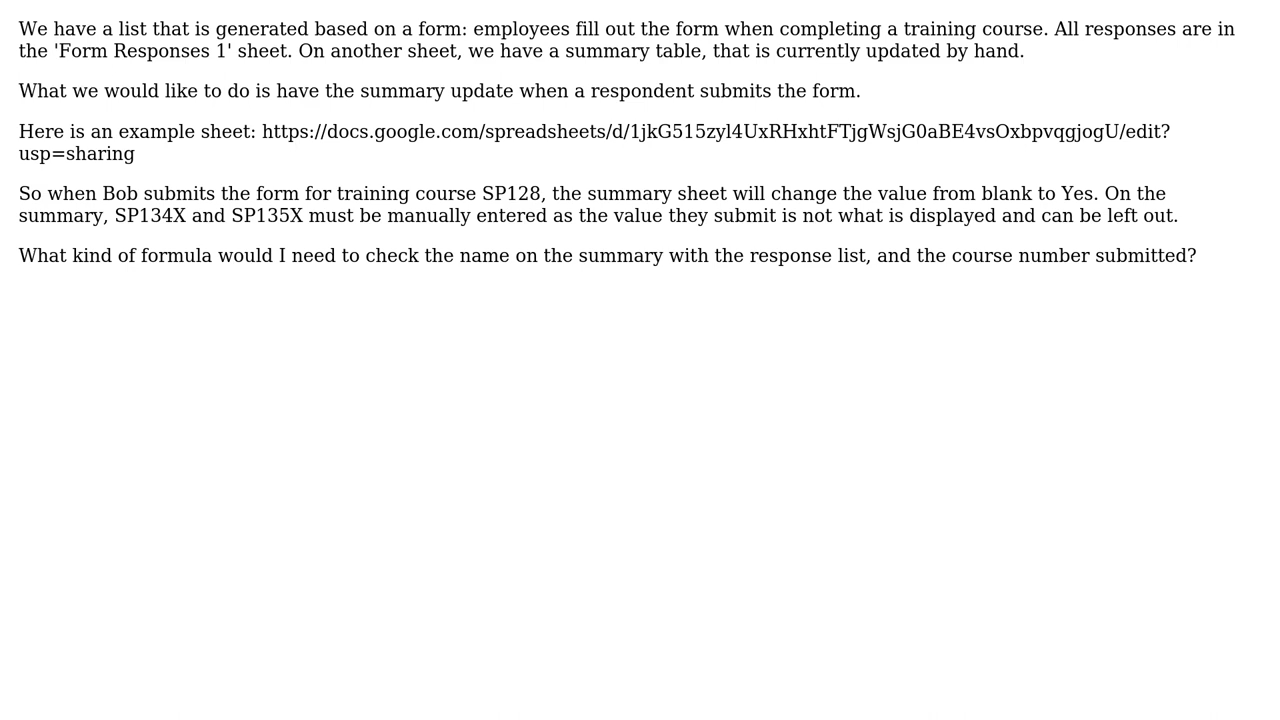 We have a list that is generated based on a form: employees fill out the form when completing a training course. All responses are in
the 'Form Responses 1' sheet. On another sheet, we have a summary table, that is currently updated by hand.
What we would like to do is have the summary update when a respondent submits the form.
Here is an example sheet: https://docs.google.com/spreadsheets/d/1jkG515zyl4UxRHxhtFTjgWsjG0aBE4vsOxbpvqgjogU/edit?
usp=sharing
So when Bob submits the form for training course SP128, the summary sheet will change the value from blank to Yes. On the
summary, SP134X and SP135X must be manually entered as the value they submit is not what is displayed and can be left out.
What kind of formula would I need to check the name on the summary with the response list, and the course number submitted?